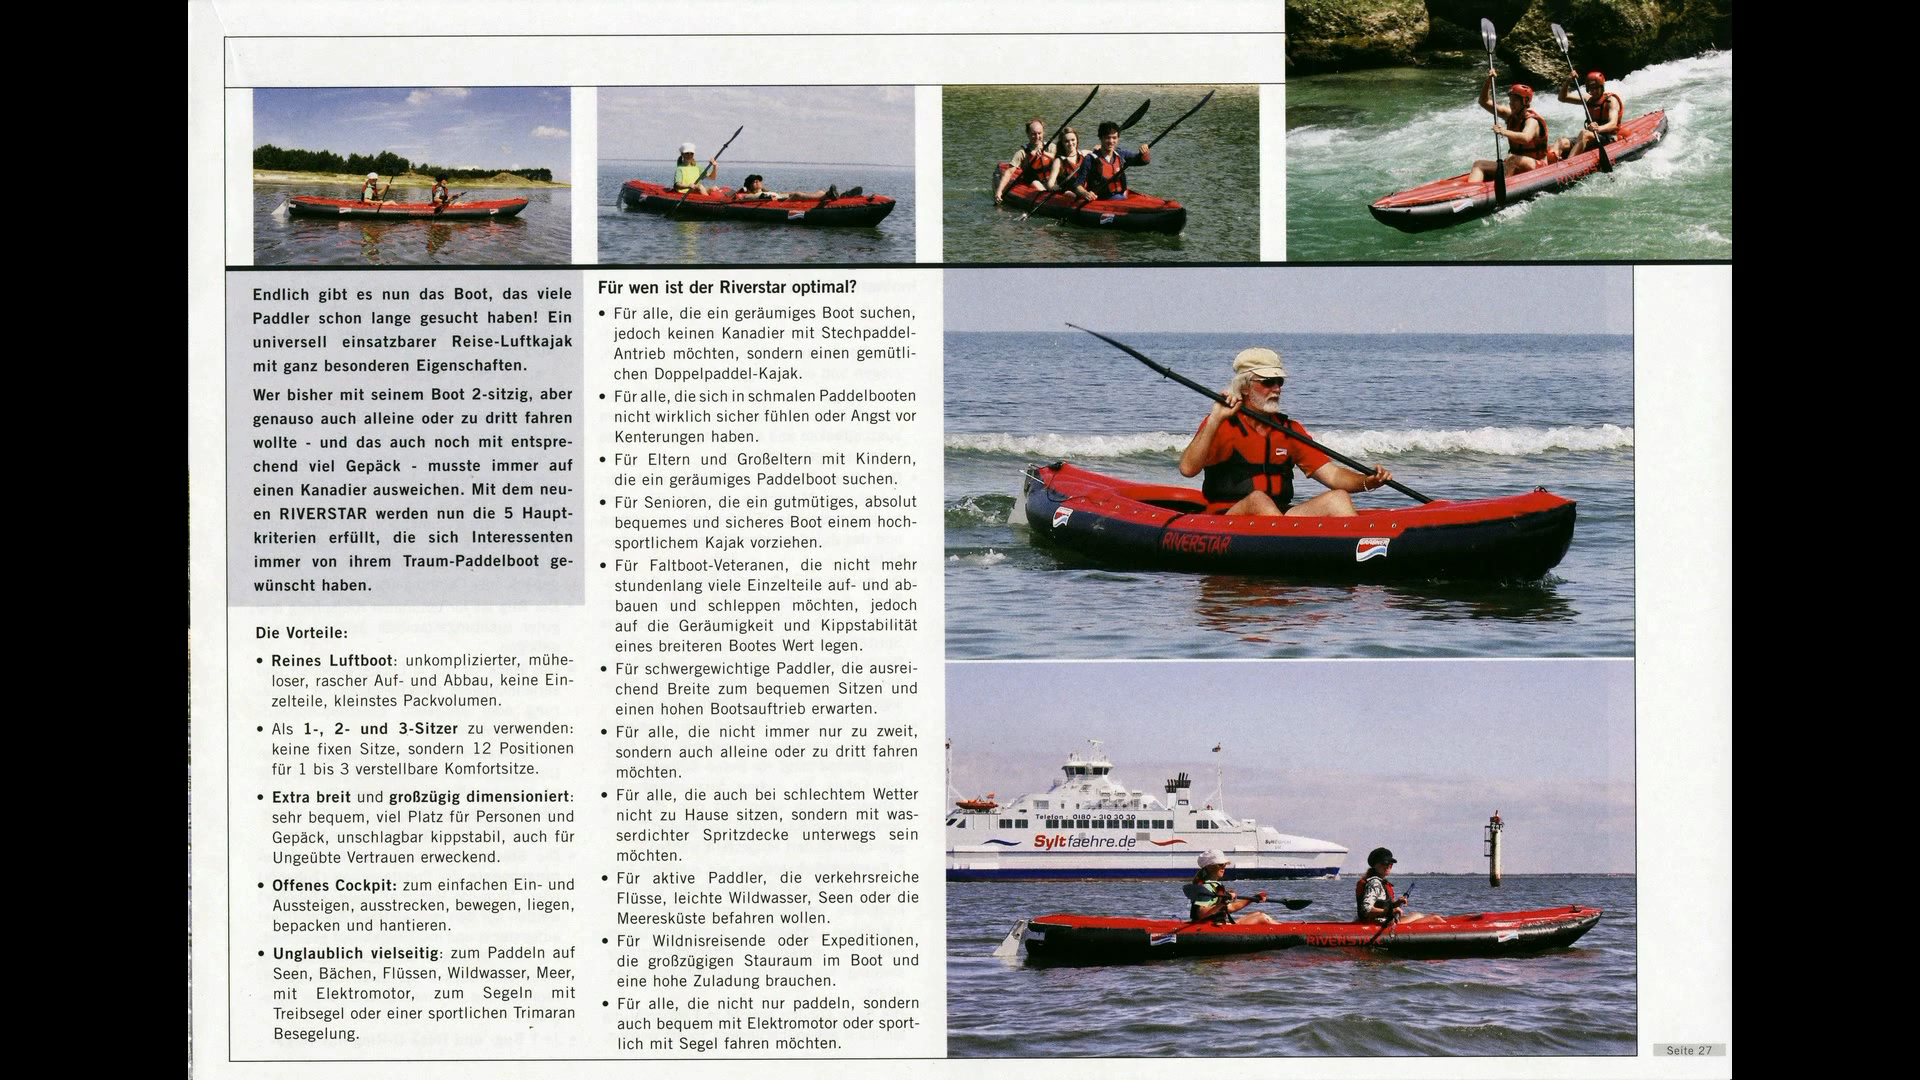 Endlich gibt es nun das Boot, das viele
Paddler schon lange gesucht haben! Ein
universell einsatzbarer Reise-Luftkajak
mit ganz besonderen Eigenschaften.
Wer bisher mit seinem Boot 2-sitzig, aber
genauso auch alleine oder zu dritt fahren
wollte - und das auch noch mit entspre-
chend viel Gepäck - musste immer auf
einen Kanadier ausweichen. Mit dem neu-
en RIVERSTAR werden nun die 5 Haupt-
kriterien erfüllt, die sich Interessenten
immer von ihrem Traum-Paddelboot ge-
wünscht haben.
Die Vorteile:
• Reines Luftboot: unkomplizierter, mühe-
loser, rascher Auf- und Abbau, keine Ein-
zelteile, kleinstes Packvolumen.
• Als 1-, 2- und 3-Sitzer zu verwenden:
keine fixen Sitze, sondern 12 Positionen
für 1 bis 3 verstellbare Komfortsitze.
• Extra breit und großzügig dimensioniert:
sehr bequem, viel Platz für Personen und
Gepäck, unschlagbar kippstabil, auch für
Ungeübte Vertrauen erweckend.
• Offenes Cockpit: zum einfachen Ein- und
Aussteigen, ausstrecken, bewegen, liegen,
bepacken und hantieren.
• Unglaublich vielseitig: zum Paddeln auf
Seen, Bächen, Flüssen, Wildwasser, Meer,
mit Elektromotor, zum Segeln mit
Treibsegel oder einer sportlichen Trimaran
Besegelung.
Für wen ist der Riverstar optimal?
• Für alle, die ein geräumiges Boot suchen,
jedoch keinen Kanadier mit Stechpaddel-
Antrieb möchten, sondern einen gemütli-
chen Doppelpaddel-Kajak.
• Für alle, die sich in schmalen Paddelbooten
nicht wirklich sicher fühlen oder Angst vor
Kenterungen haben.
• Für Eltern und Großeltern mit Kindern,
die ein geräumiges Paddelboot suchen.
• Für Senioren, die ein gutmütiges, absolut
bequemes und sicheres Boot einem hoch-
sportlichem Kajak vorziehen.
• Für Faltboot-Veteranen, die nicht mehr
stundenlang viele Einzelteile auf- und ab-
bauen und schleppen möchten, jedoch
auf die Geräumigkeit und Kippstabilität
eines breiteren Bootes Wert legen.
• Für schwergewichtige Paddler, die ausrei-
chend Breite zum bequemen Sitzen und
einen hohen Bootsauftrieb erwarten.
• Für alle, die nicht immer nur zu zweit,
sondern auch alleine oder zu dritt fahren
möchten.
• Für alle, die auch bei schlechtem Wetter
nicht zu Hause sitzen, sondern mit was-
serdichter Spritzdecke unterwegs sein
möchten.
• Für aktive Paddler, die verkehrsreiche
Flüsse, leichte Wildwasser, Seen oder die
Meeresküste befahren wollen.
• Für Wildnisreisende oder Expeditionen,
die großzügigen Stauraum im Boot und
eine hohe Zuladung brauchen.
• Für alle, die nicht nur paddeln, sondern
auch bequem mit Elektromotor oder sport-
lich mit Segel fahren möchten.
RIVERSTAR
GRABNER
Telefon: 0180 - 310 30 30
Syltfaehre.de
RIVERSTAR
Seite 27